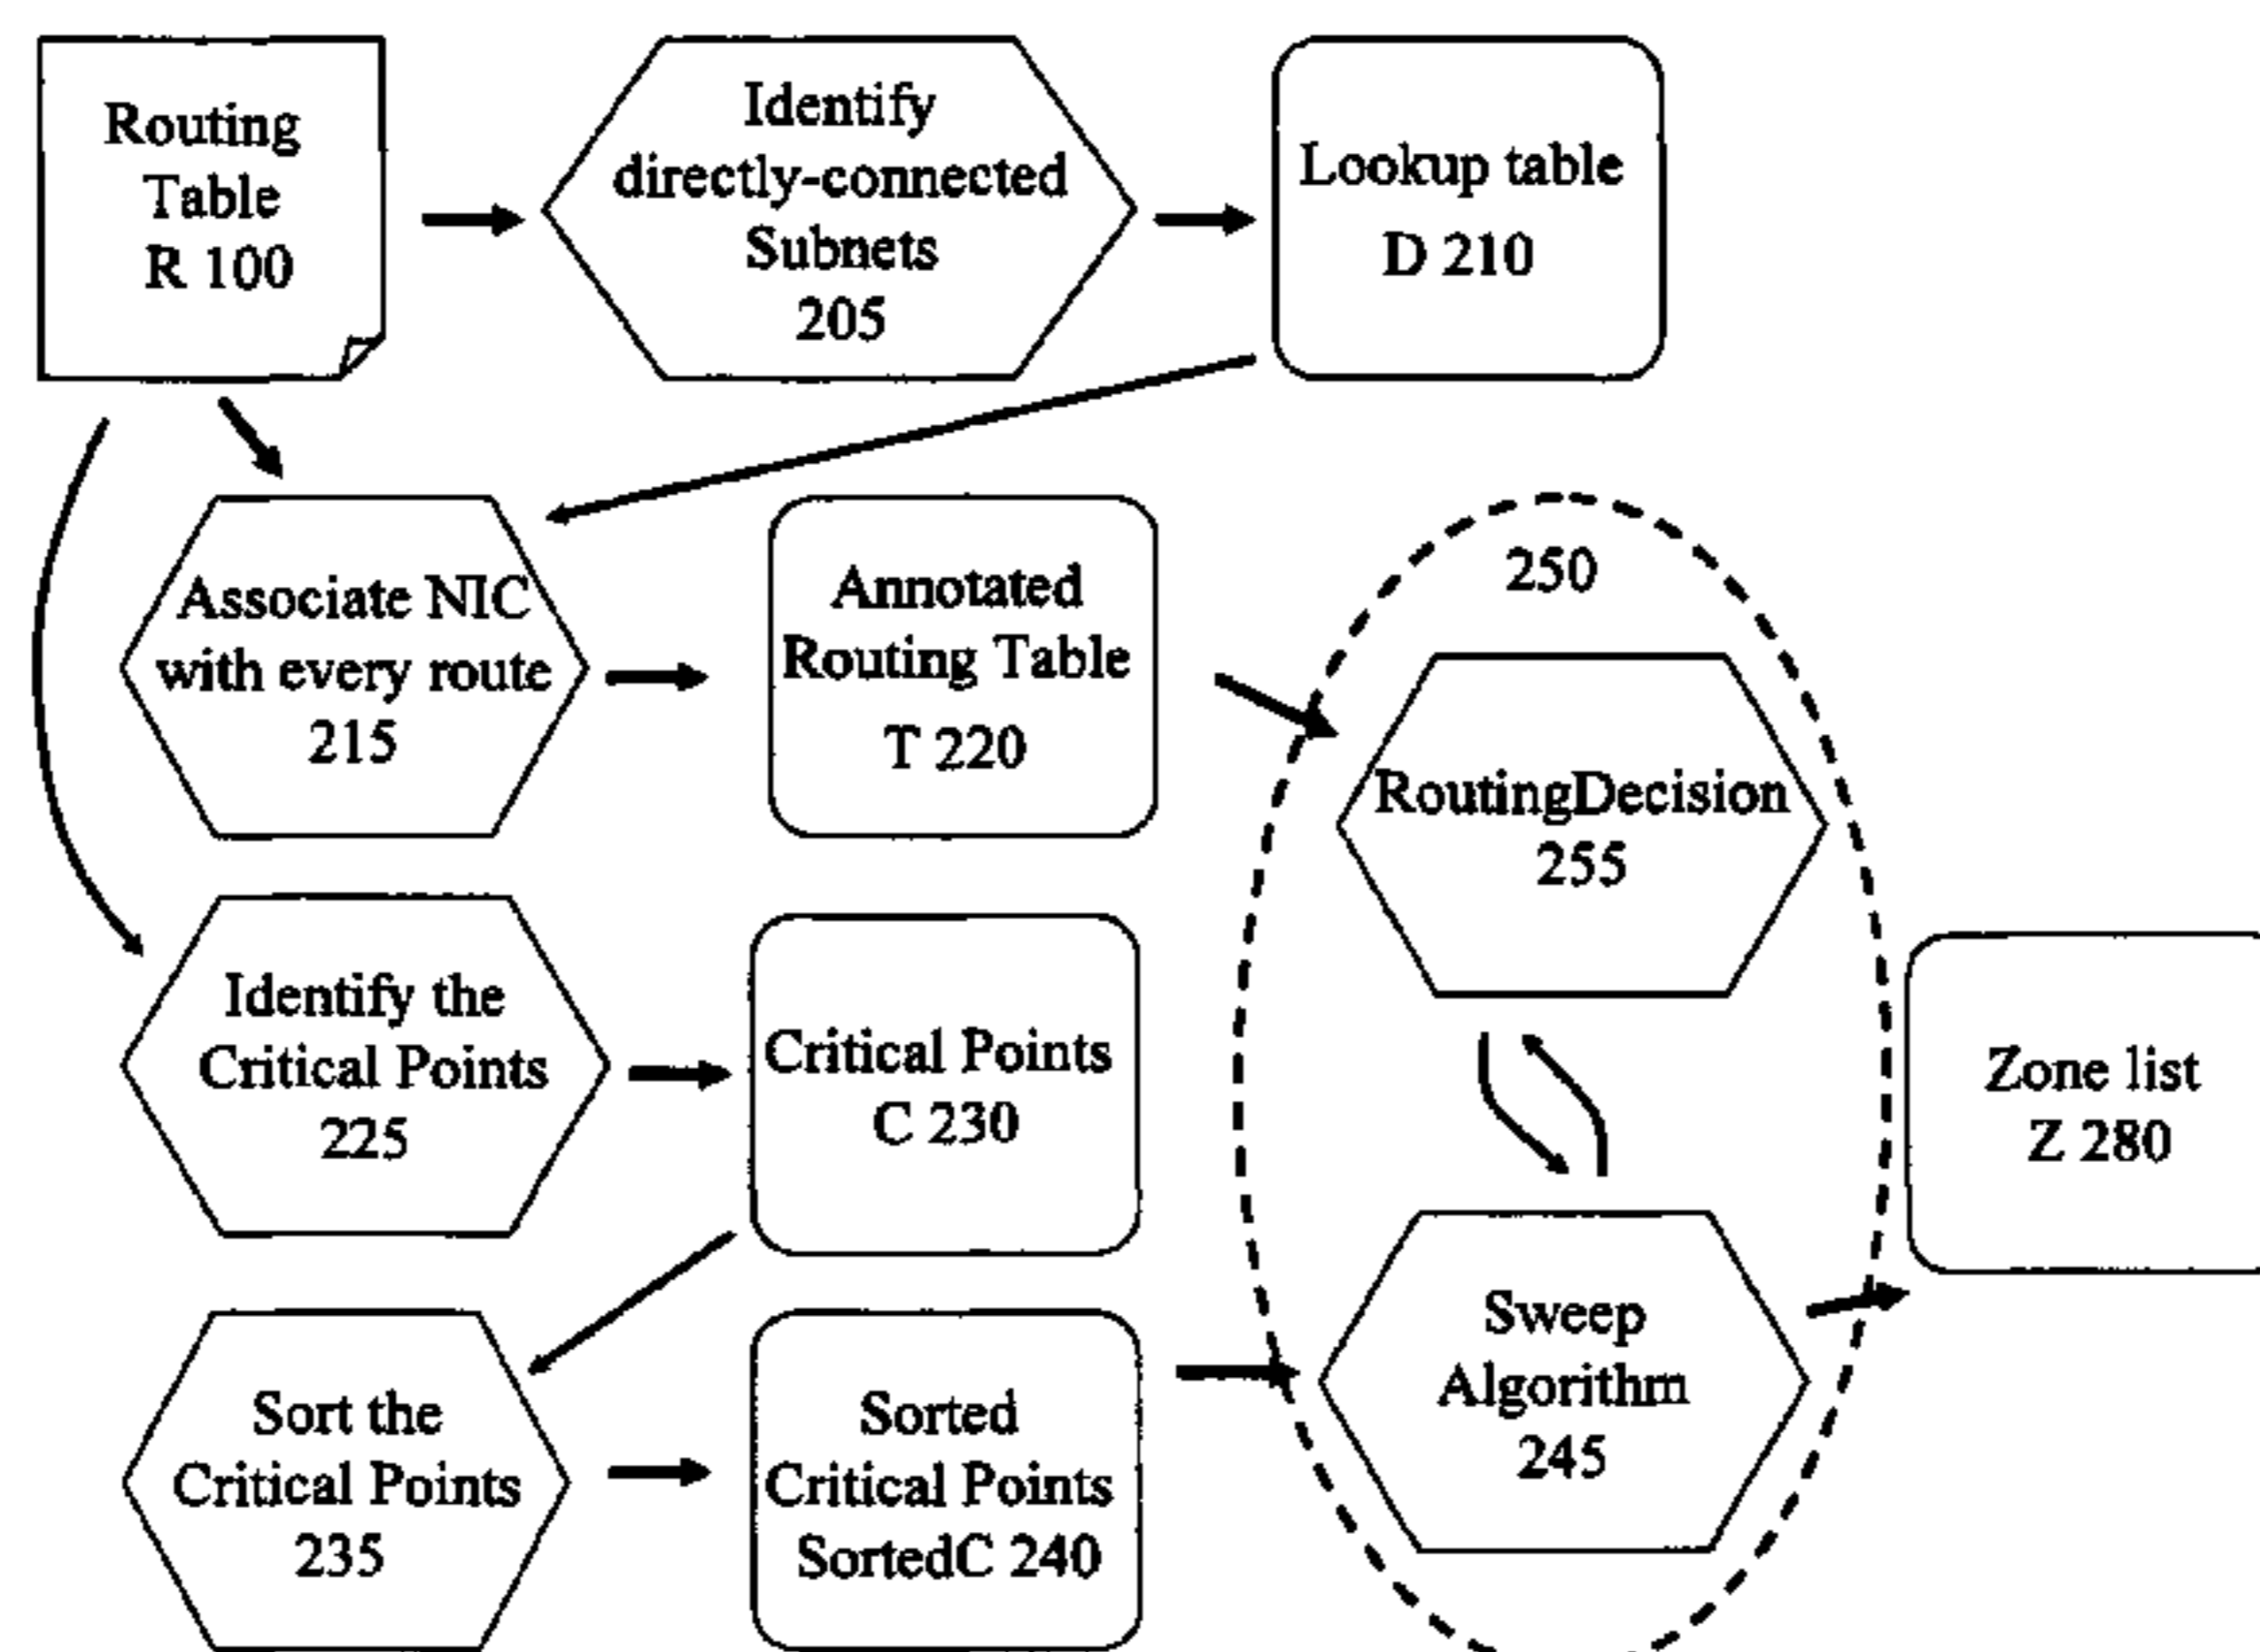 Routing
Table
R 100
Identify
directly-connected
Subnets
205
Lookup table
D 210
Associate NIC
with every route
215
Annotated
Routing Table
T 220
250
RoutingDecision
255
Identify the
Critical Points
225
Critical Points
C 230
Zone list
Z 280
Sort the
Critical Points
235
Sorted
Critical Points
SortedC 240
Sweep
Algorithm
245